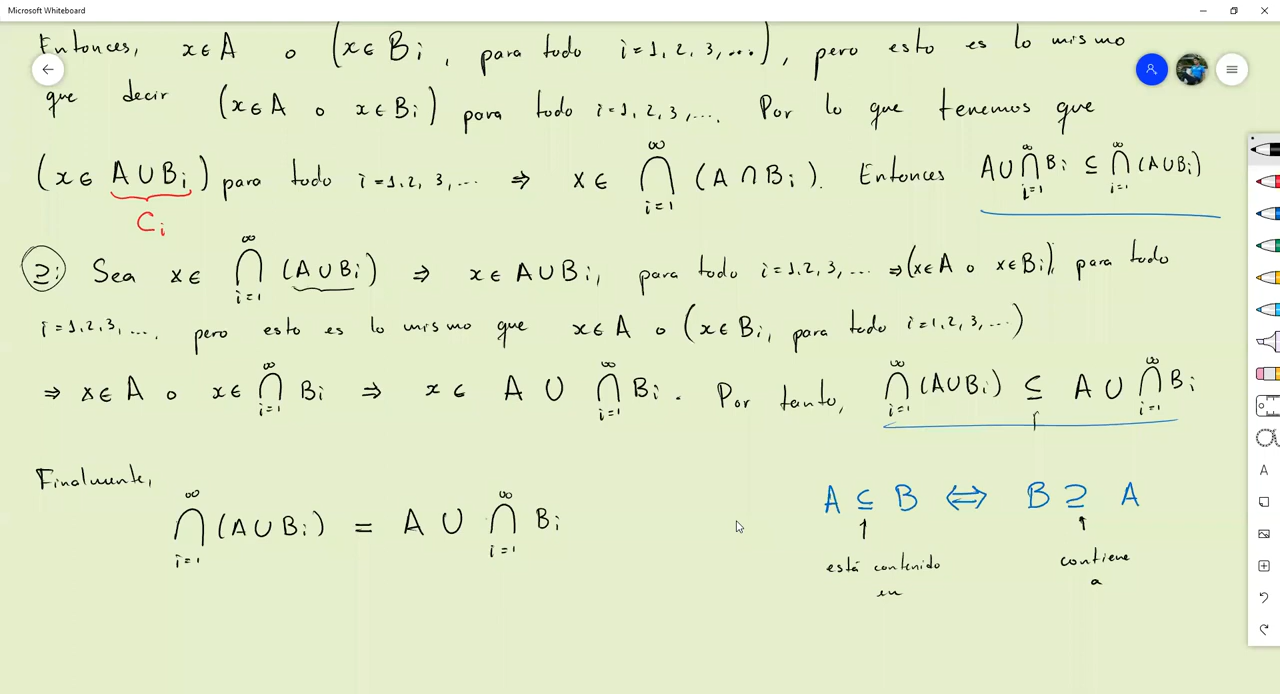 Microsoft Whiteboard
Entonces, x ∈ A o (x ∈ Bi, para todo i=1, 2, 3, ...), pero esto es lo mismo
que decir (x ∈ A o x ∈ Bi) para todo i=1, 2, 3, .... Por lo que tenemos que
(x ∈ A ∪ Bi) para todo i=1,2, 3, ... ⇒ x ∈ ∞ ⋂ i=1 (A ∩ Bi). Entonces A ∪ ∞ ⋂ i=1 Bi ⊆ ∞ ⋂ i=1 (A ∪ Bi)
Ci
⊇: Sea x ∈ ∞ ⋂ i=1 (A ∪ Bi) ⇒ x ∈ A ∪ Bi, para todo i=1,2,3, ... ⇒ (x ∈ A o x ∈ Bi), para todo
i=1,2,3, .... pero esto es lo mismo que x ∈ A o (x ∈ Bi, para todo i=1,2,3, ...)
⇒ x ∈ A o x ∈ ∞ ⋂ i=1 Bi ⇒ x ∈ A ∪ ∞ ⋂ i=1 Bi. Por tanto, ∞ ⋂ i=1 (A ∪ Bi) ⊆ A ∪ ∞ ⋂ i=1 Bi
Finalmente,
∞ ⋂ i=1 (A ∪ Bi) = A ∪ ∞ ⋂ i=1 Bi
A ⊆ B ⇔ B ⊇ A
está contenido en
contiene a
A